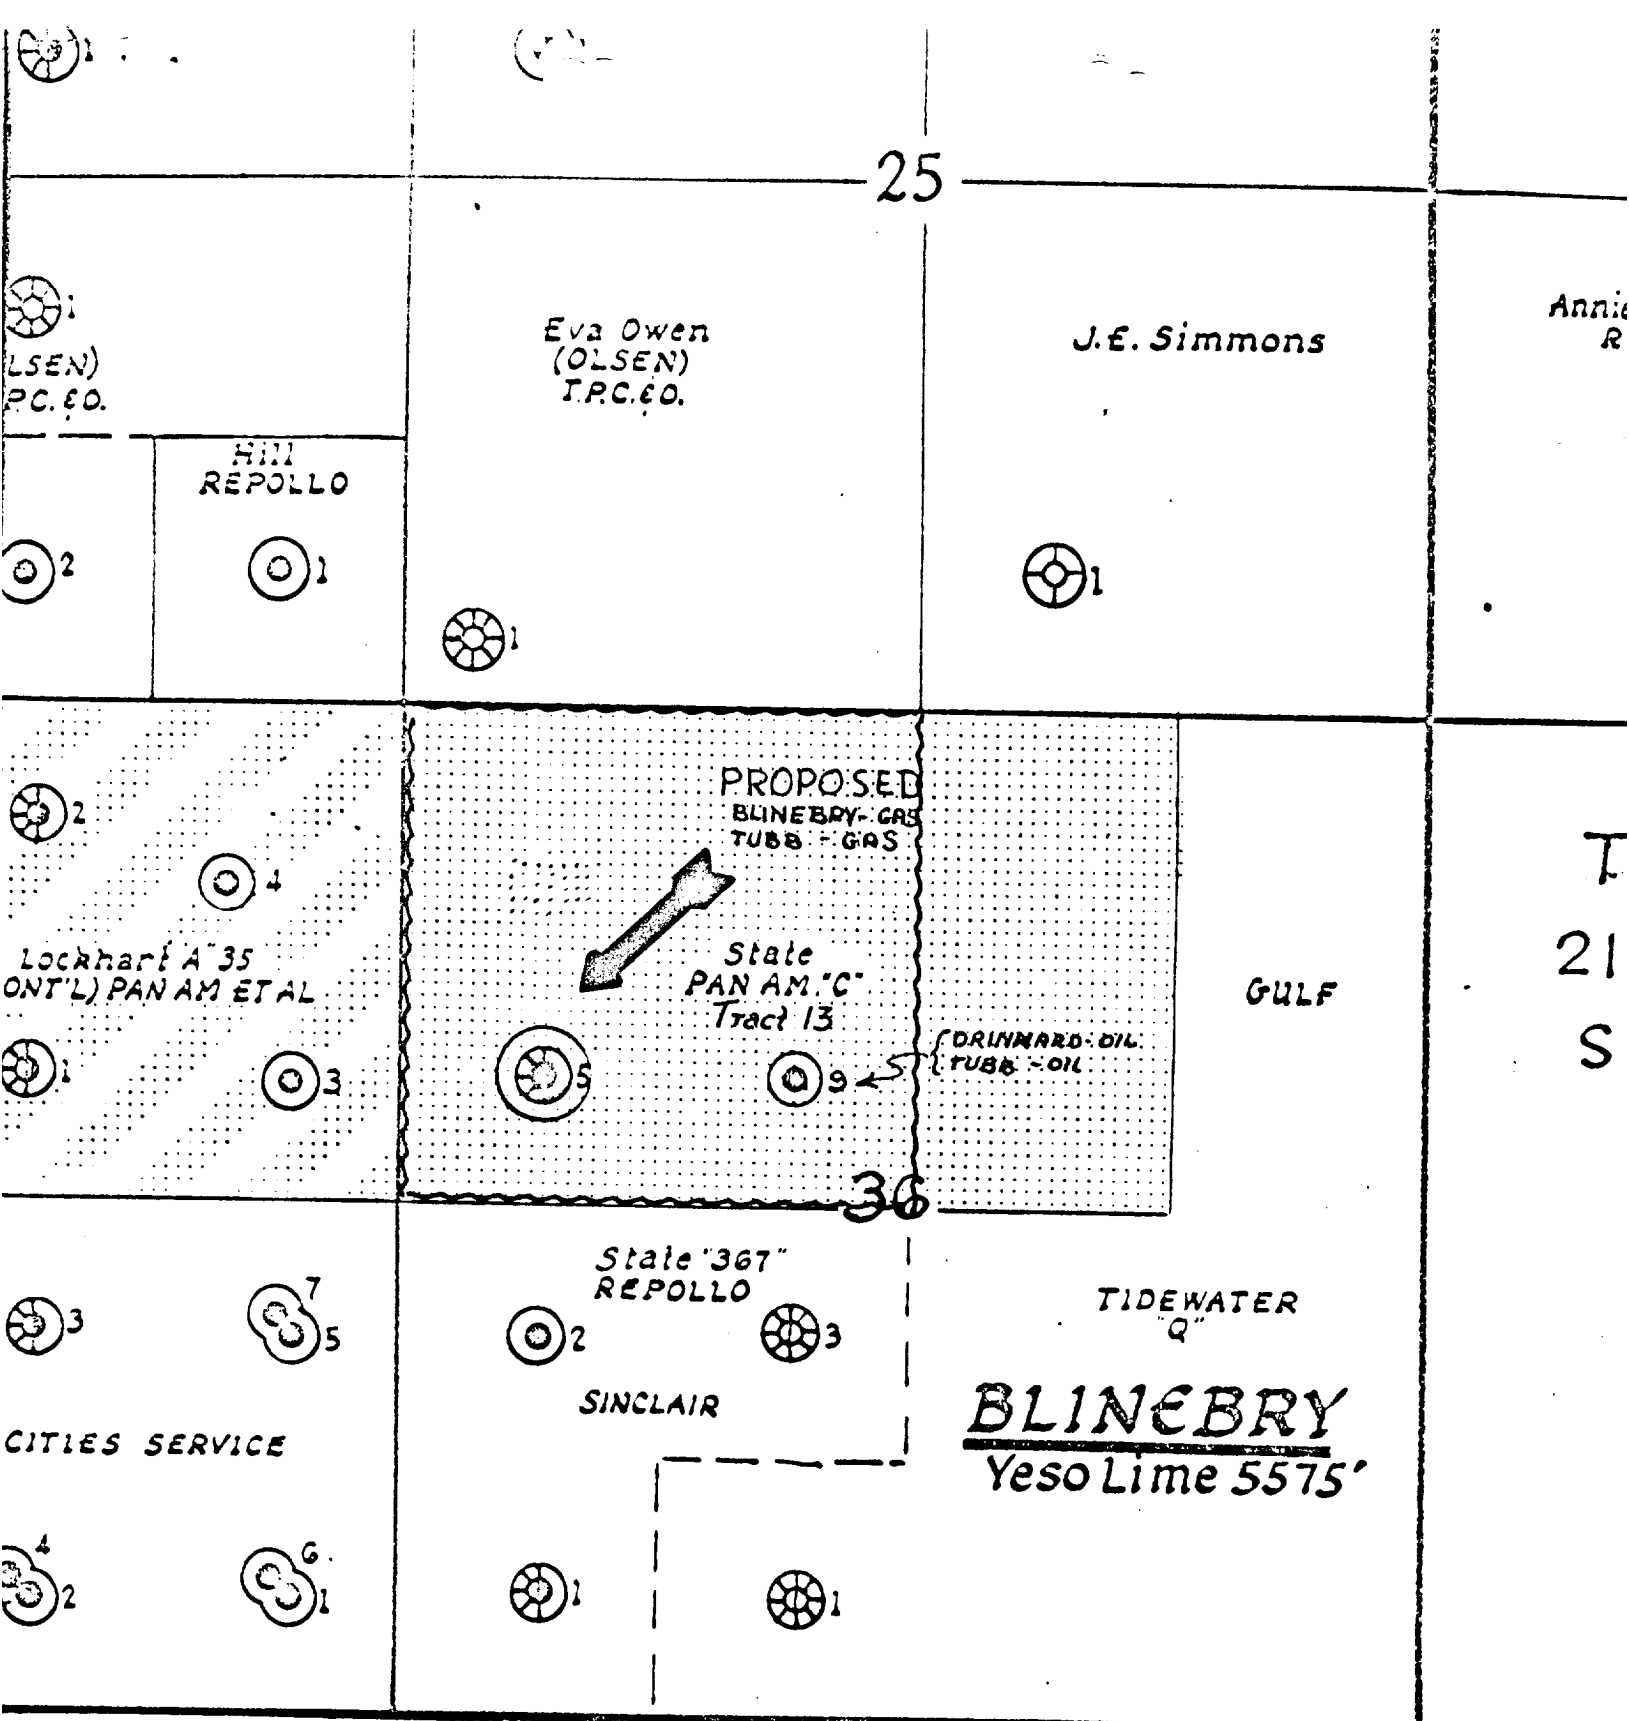 1
25
1
LSEN)
P.C.&O.
Eva Owen
(OLSEN)
T.P.C.&O.
J.E. Simmons
Annie
R
Hill
REPOLLO
2
1
1
1
PROPOSED
BLINEBRY-GAS
TUBB - GAS
2
4
T
21
S
Lockhart A"35
ONT'L) PAN AM ET AL
State
PAN AM. "C"
Tract 13
GULF
DRINKARD-OIL
TUBB - OIL
1
3
5
9
36
State "367"
REPOLLO
TIDEWATER
"Q"
3
7
5
2
3
SINCLAIR
BLINEBRY
Yeso Lime 5575'
CITIES SERVICE
4
2
6
1
1
1